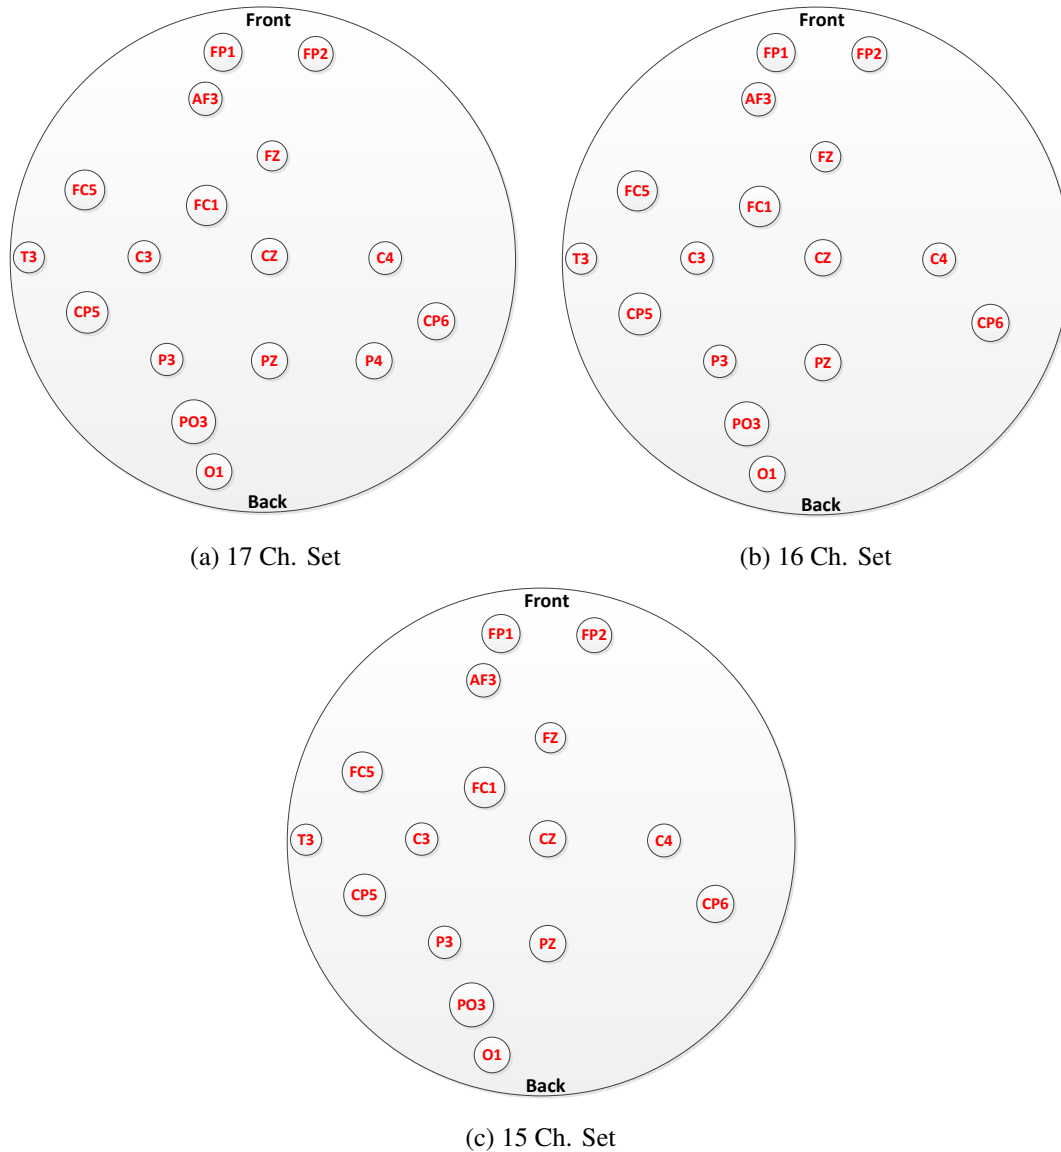 Front
FP1 FP2
AF3
FZ
FC5 FC1
T3 C3 CZ C4
CP5 CP6
P3 PZ P4
PO3
O1
Back
(a) 17 Ch. Set
Front
FP1 FP2
AF3
FZ
FC5 FC1
T3 C3 CZ C4
CP5 CP6
P3 PZ
PO3
O1
Back
(b) 16 Ch. Set
Front
FP1 FP2
AF3
FZ
FC5 FC1
T3 C3 CZ C4
CP5 CP6
P3 PZ
PO3
O1
Back
(c) 15 Ch. Set